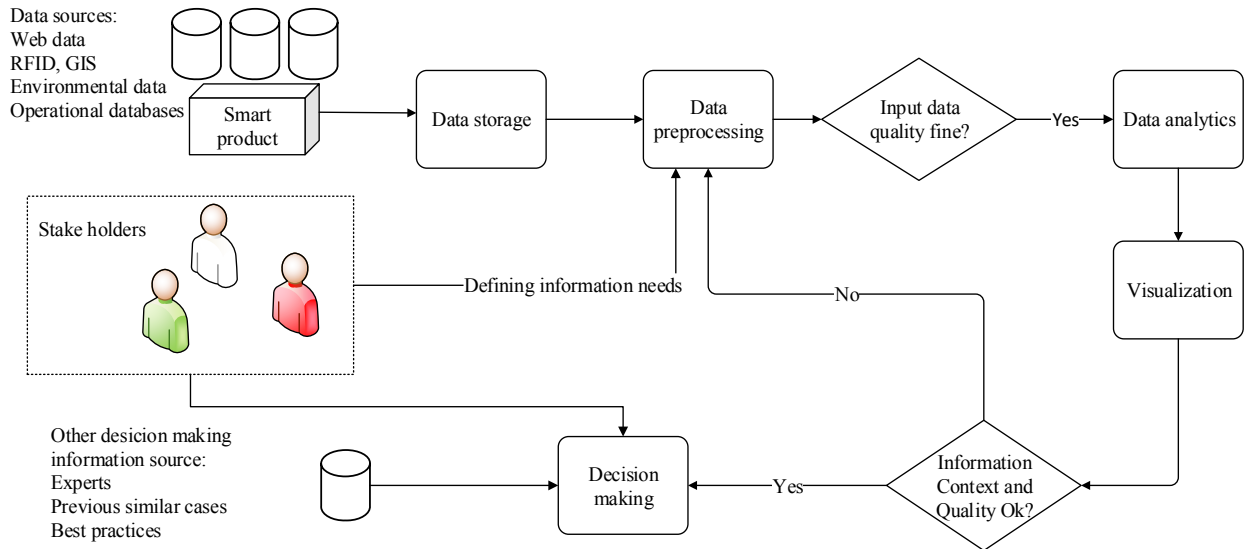 Data sources:
Web data
RFID, GIS
Environmental data
Operational databases
Smart
product
Data storage
Data
preprocessing
Input data
quality fine?
Yes
Data analytics
Stake holders
Defining information needs
No
Visualization
Other desicion making
information source:
Experts
Previous similar cases
Best practices
Decision
making
Yes
Information
Context and
Quality Ok?